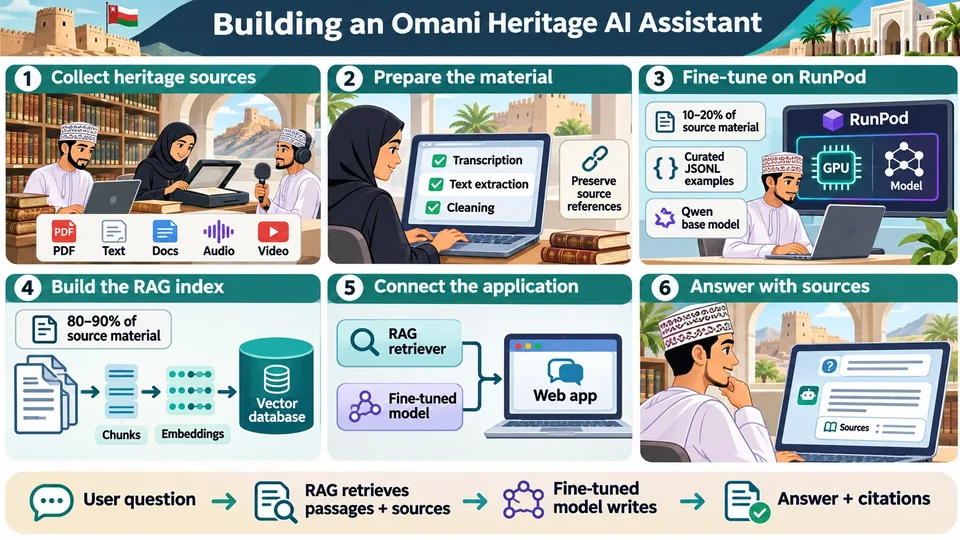 Building an Omani Heritage AI Assistant
1 Collect heritage sources
PDF
PDF
Text
Docs
Audio
Video
2 Prepare the material
Transcription
Text extraction
Cleaning
Preserve
source
references
3 Fine-tune on RunPod
10–20% of
source material
{ } Curated
JSONL
examples
Qwen
base model
RunPod
GPU
Model
4 Build the RAG index
80–90% of
source material
Chunks
Embeddings
Vector
database
5 Connect the application
RAG
retriever
Fine-tuned
model
Web app
6 Answer with sources
?
Sources
User question
RAG retrieves
passages + sources
Fine-tuned
model writes
Answer + citations